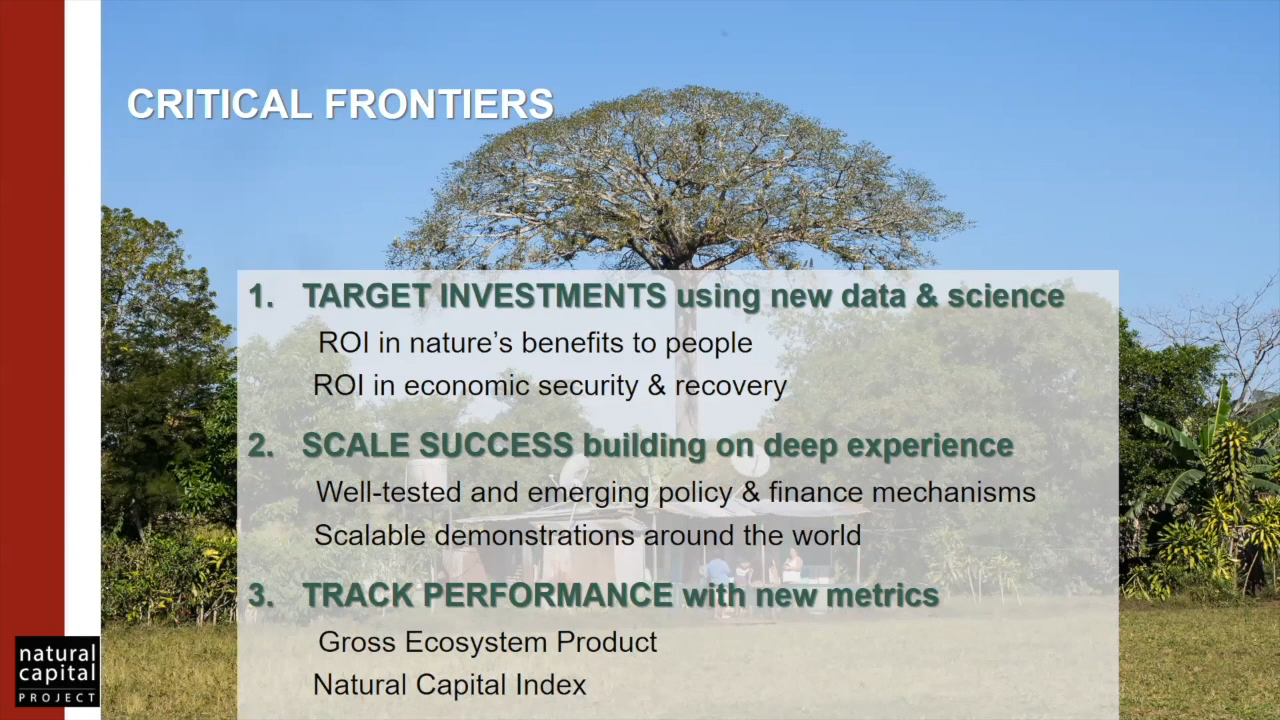 CRITICAL FRONTIERS
1. TARGET INVESTMENTS using new data & science
ROI in nature’s benefits to people
ROI in economic security & recovery
2. SCALE SUCCESS building on deep experience
Well-tested and emerging policy & finance mechanisms
Scalable demonstrations around the world
3. TRACK PERFORMANCE with new metrics
Gross Ecosystem Product
Natural Capital Index
natural
capital
PROJECT